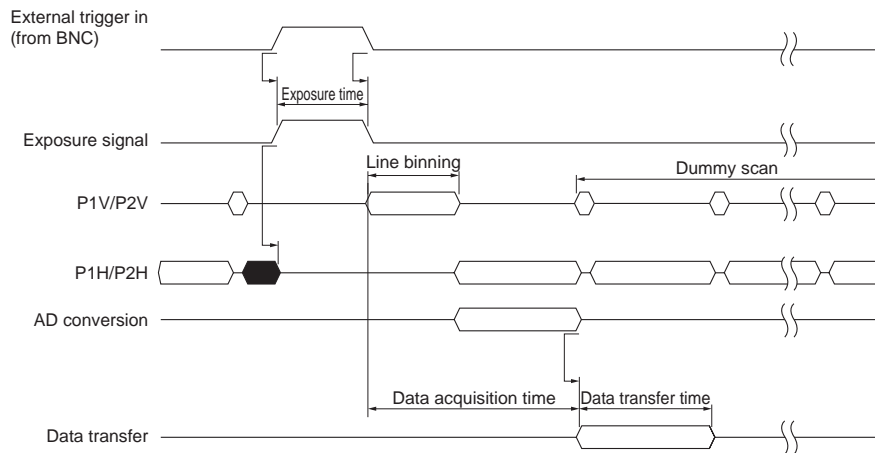 External trigger in
(from BNC)
Exposure time
Exposure signal
Line binning
Dummy scan
P1V/P2V
P1H/P2H
AD conversion
Data acquisition time
Data transfer time
Data transfer